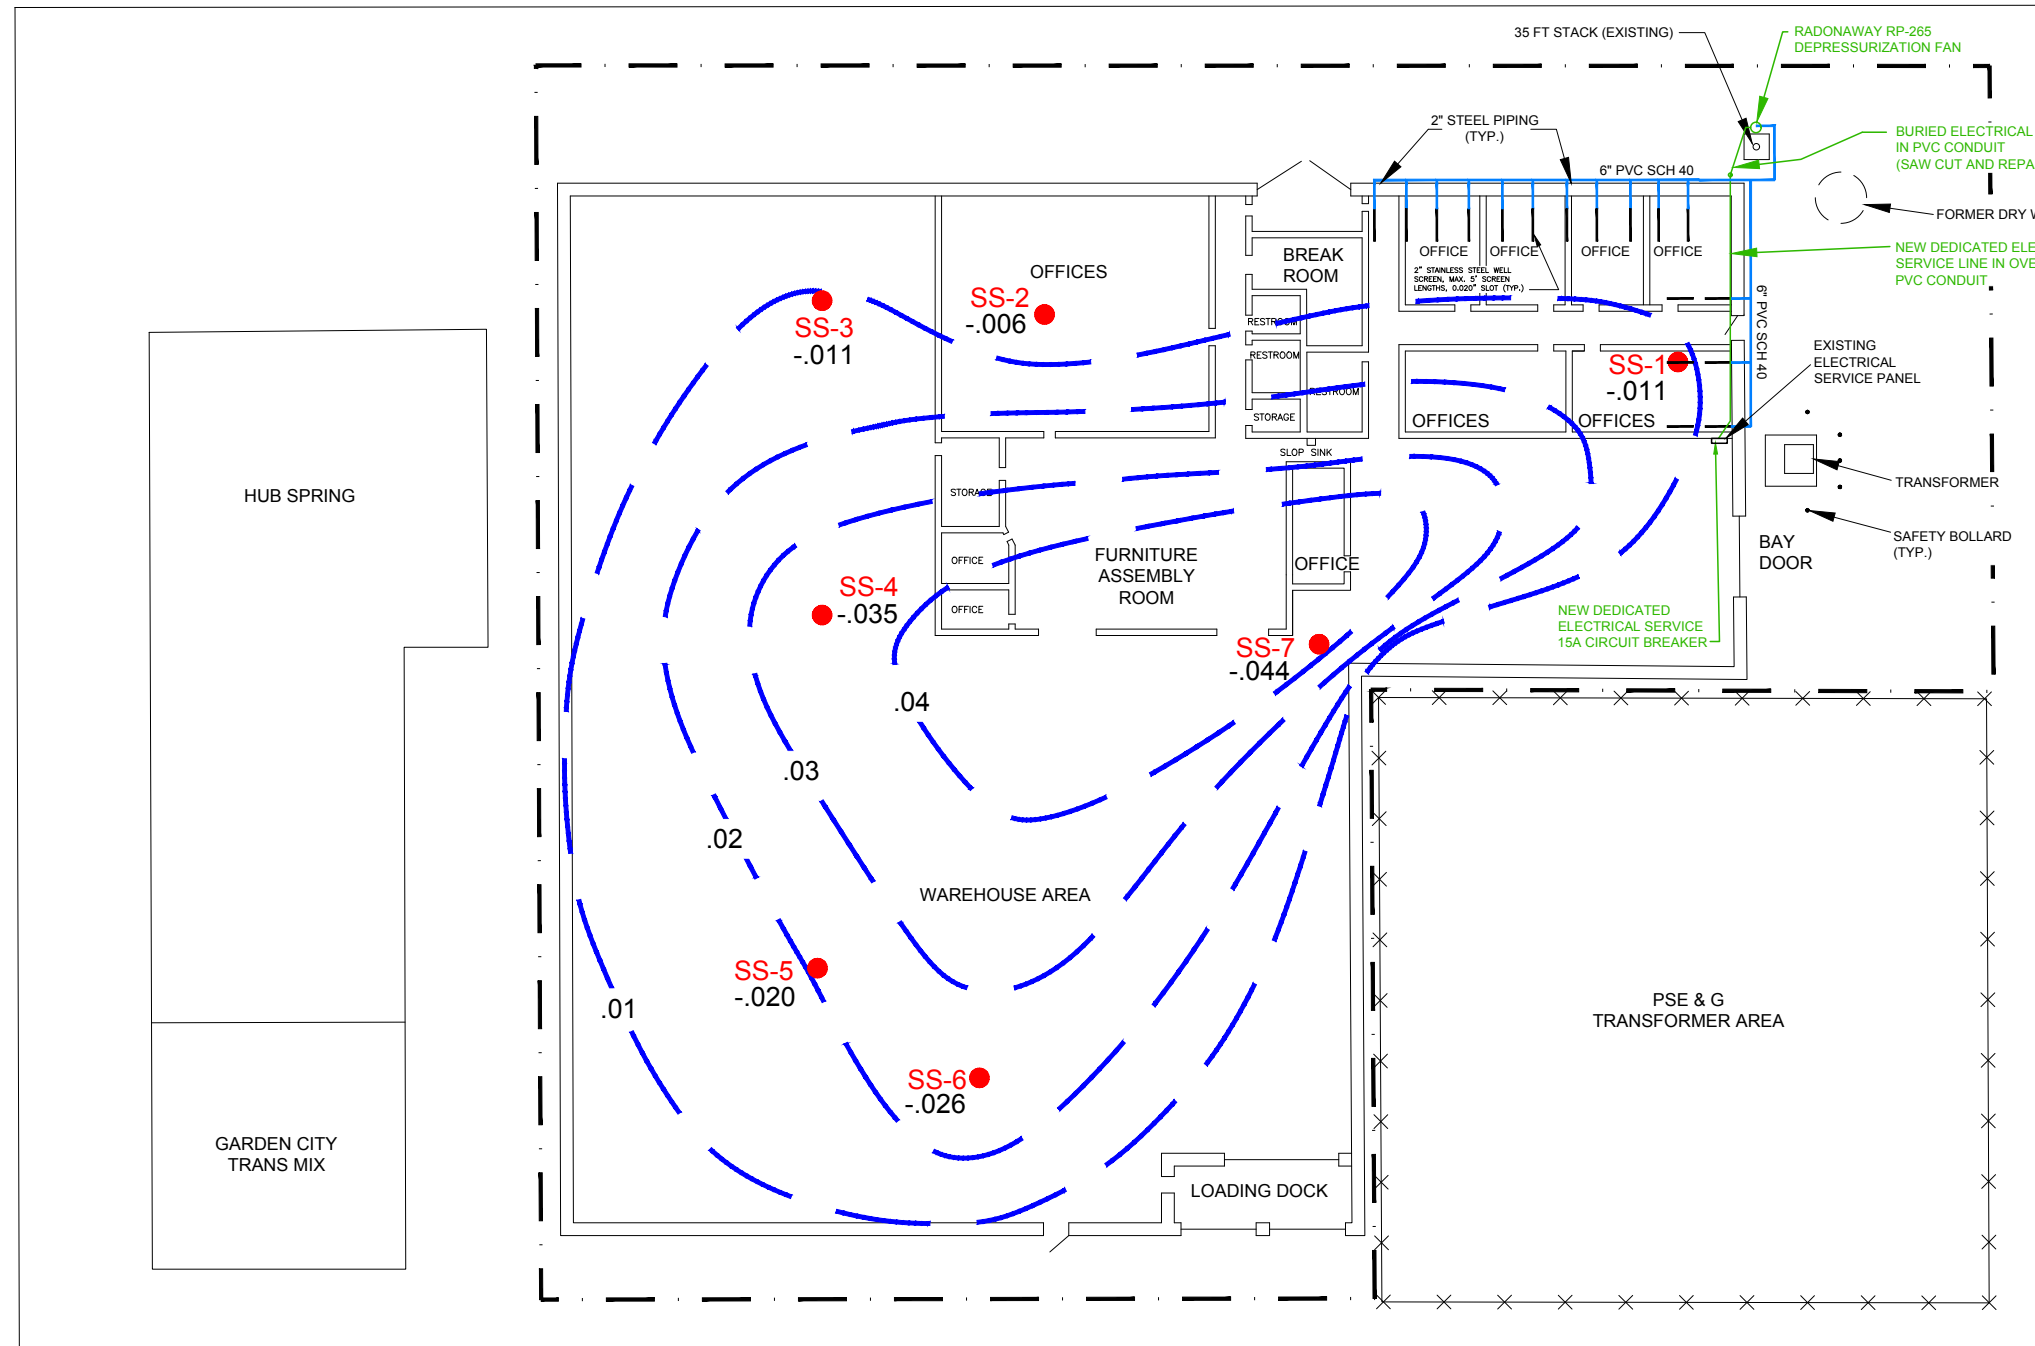 35 FT STACK (EXISTING)
RADONAWAY RP-265
DEPRESSURIZATION FAN
2" STEEL PIPING
(TYP.)
6" PVC SCH 40
BURIED ELECTRICAL
IN PVC CONDUIT
(SAW CUT AND REPA
FORMER DRY W
NEW DEDICATED ELE
SERVICE LINE IN OVE
PVC CONDUIT
OFFICE
OFFICE
OFFICE
OFFICE
2" STAINLESS STEEL WELL
SCREEN, MAX. 5' SCREEN
LENGTHS, 0.020" SLOT (TYP.)
BREAK
ROOM
OFFICES
SS-2
-.006
SS-3
-.011
RESTROOM
RESTROOM
RESTROOM
STORAGE
6" PVC SCH 40
SS-1
-.011
EXISTING
ELECTRICAL
SERVICE PANEL
OFFICES
OFFICES
SLOP SINK
TRANSFORMER
HUB SPRING
STORAGE
OFFICE
OFFICE
FURNITURE
ASSEMBLY
ROOM
OFFICE
BAY
DOOR
SAFETY BOLLARD
(TYP.)
SS-4
-.035
NEW DEDICATED
ELECTRICAL SERVICE
15A CIRCUIT BREAKER
SS-7
-.044
.04
.03
.02
WAREHOUSE AREA
SS-5
-.020
.01
PSE & G
TRANSFORMER AREA
SS-6
-.026
GARDEN CITY
TRANS MIX
LOADING DOCK